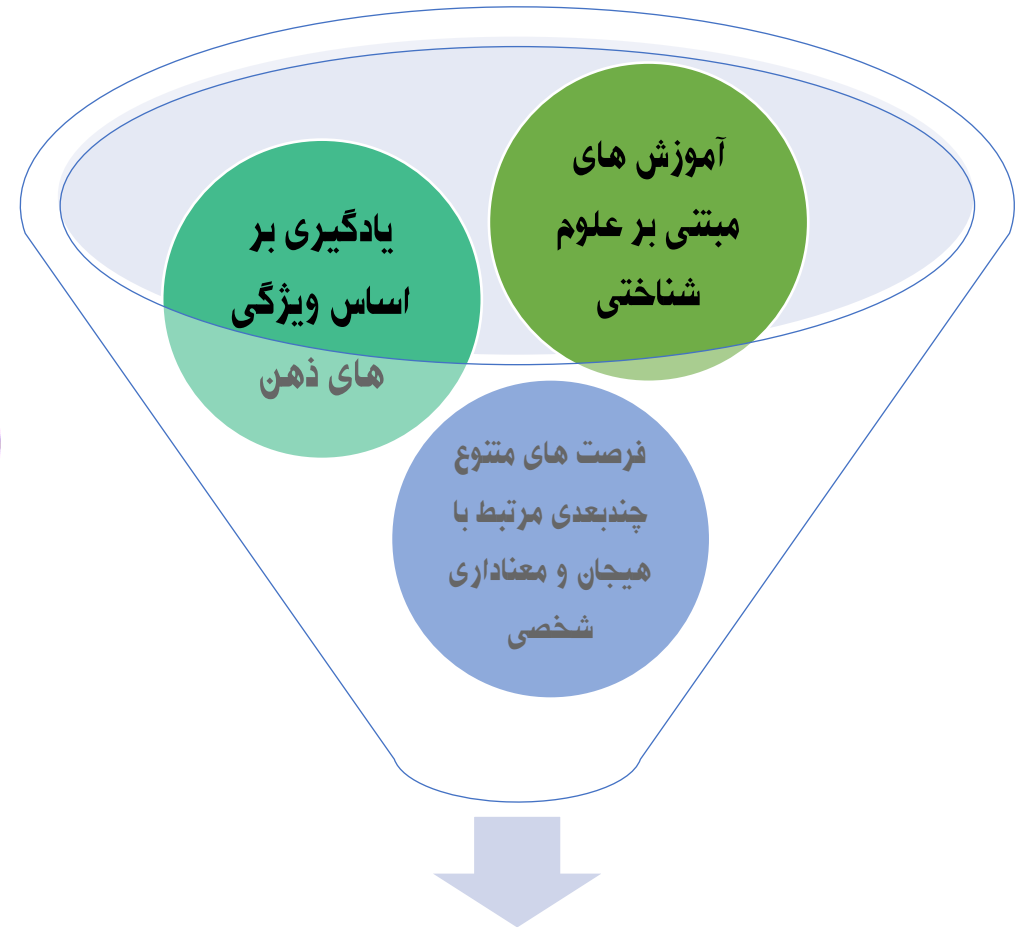 آموزش های
مبتنی بر علوم
شناختی
یادگیری بر
اساس ویژگی
های ذهن
فرصت های متنوع
چندبعدی مرتبط با
هیجان و معناداری
شخصی